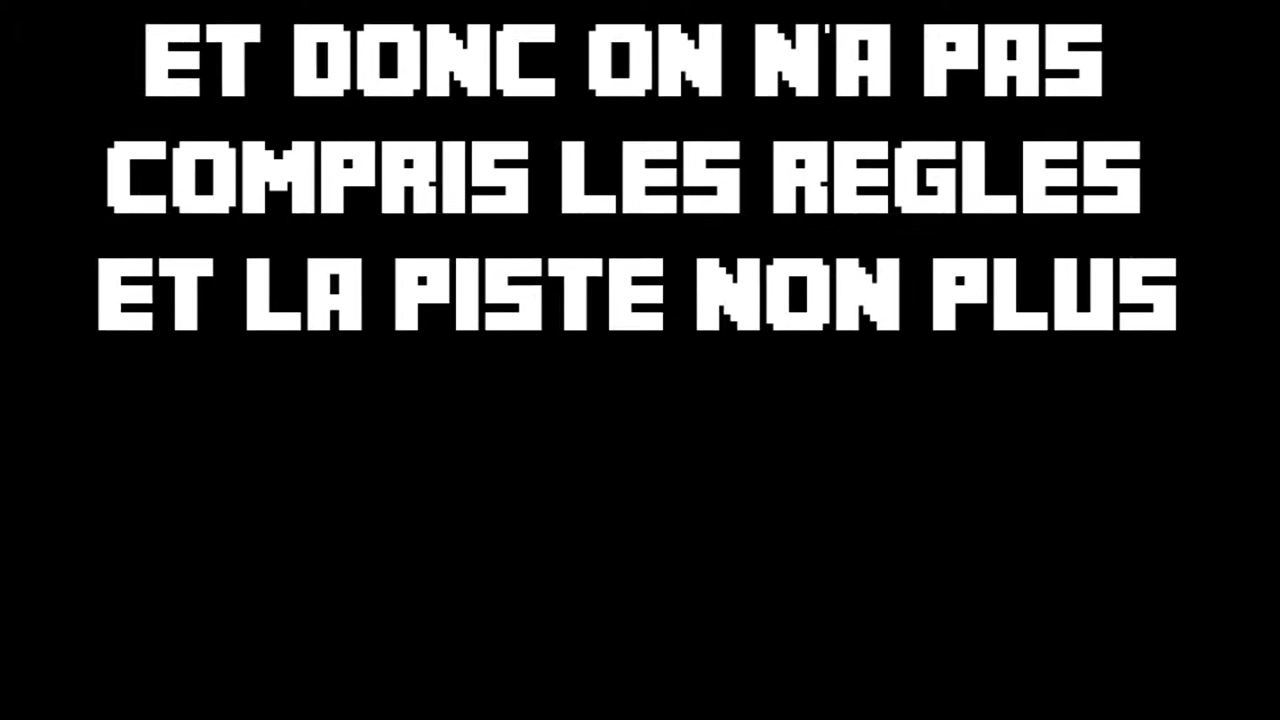 ET DONC ON N'A PAS
COMPRIS LES REGLES
ET LA PISTE NON PLUS